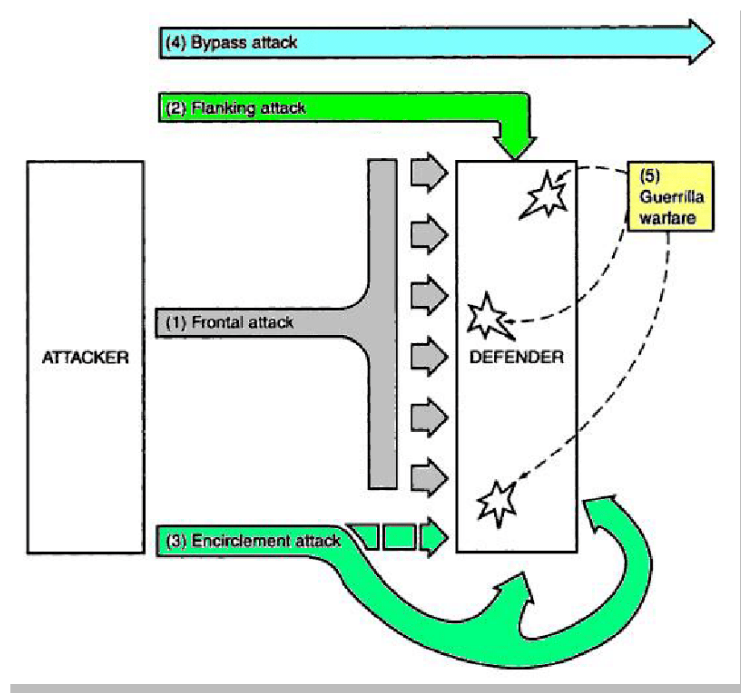 (4) Bypass attack
(2) Flanking attack
(5)
Guerrilla
warfare
(1) Frontal attack
ATTACKER
DEFENDER
(3) Encirclement attack